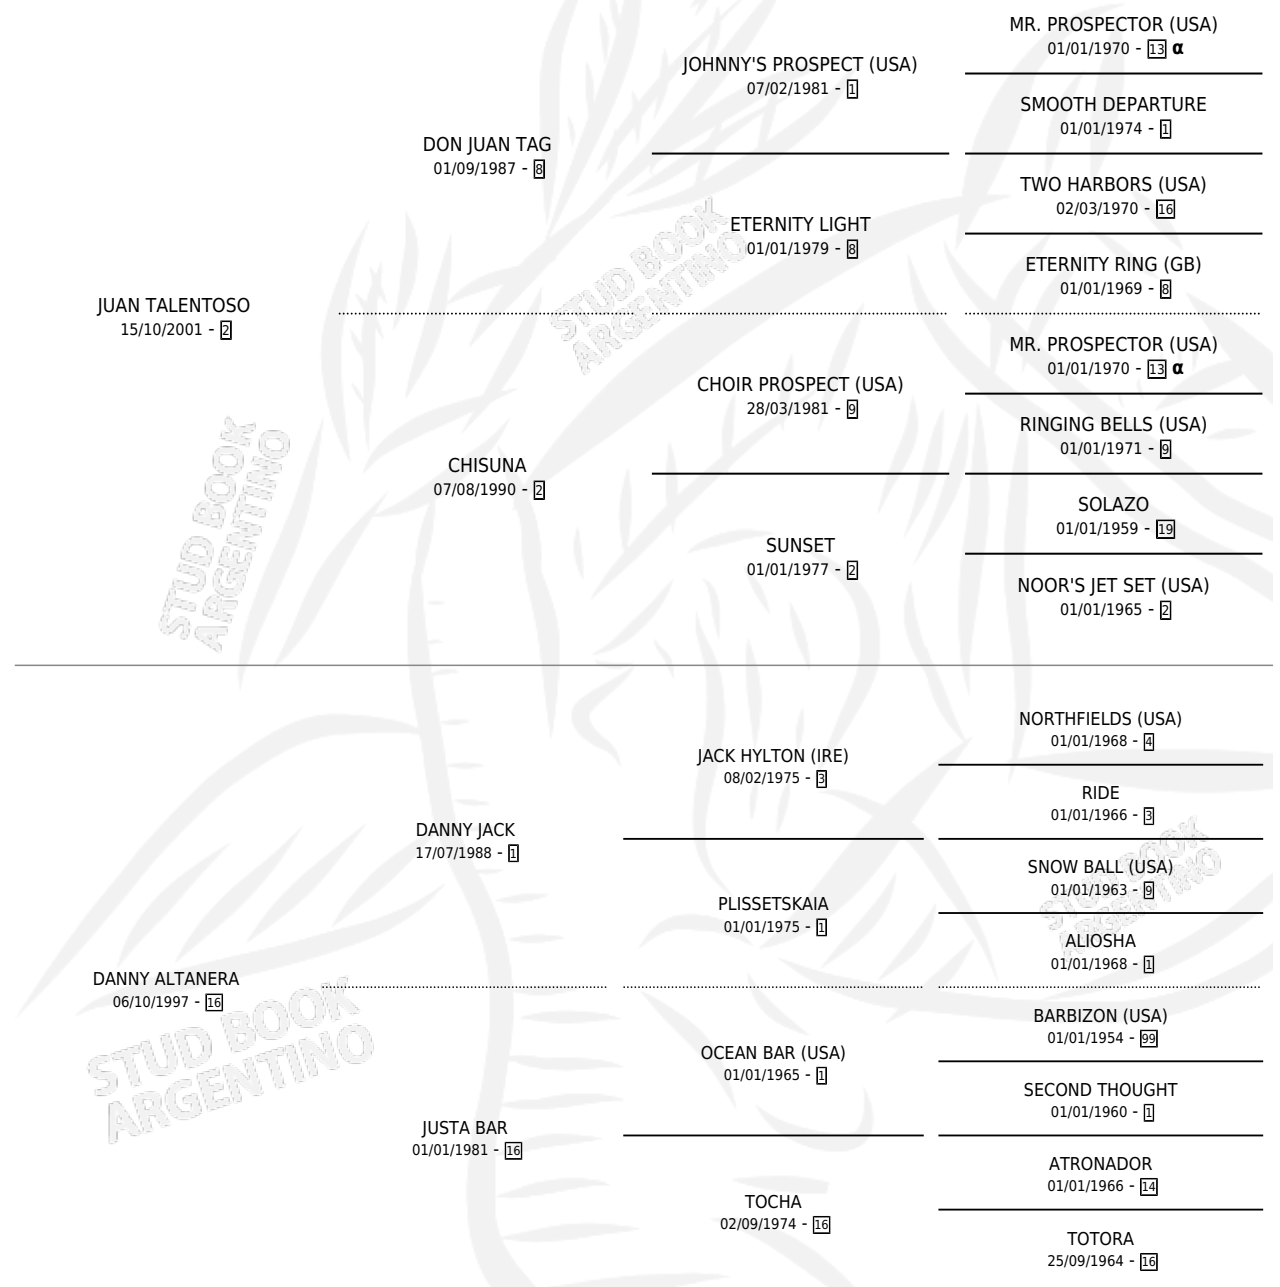 MR. PROSPECTOR (USA)
01/01/1970 - 13 α
JOHNNY'S PROSPECT (USA)
07/02/1981 - 1
SMOOTH DEPARTURE
01/01/1974 - 1
DON JUAN TAG
01/09/1987 - 8
TWO HARBORS (USA)
02/03/1970 - 16
ETERNITY LIGHT
01/01/1979 - 8
ETERNITY RING (GB)
01/01/1969 - 8
JUAN TALENTOSO
15/10/2001 - 2
MR. PROSPECTOR (USA)
01/01/1970 - 13 α
CHOIR PROSPECT (USA)
28/03/1981 - 9
RINGING BELLS (USA)
01/01/1971 - 9
CHISUNA
07/08/1990 - 2
SOLAZO
01/01/1959 - 19
SUNSET
01/01/1977 - 2
NOOR'S JET SET (USA)
01/01/1965 - 2
NORTHFIELDS (USA)
01/01/1968 - 4
JACK HYLTON (IRE)
08/02/1975 - 3
RIDE
01/01/1966 - 3
DANNY JACK
17/07/1988 - 1
SNOW BALL (USA)
01/01/1963 - 9
PLISSETSKAIA
01/01/1975 - 1
ALIOSHA
01/01/1968 - 1
DANNY ALTANERA
06/10/1997 - 16
BARBIZON (USA)
01/01/1954 - 99
OCEAN BAR (USA)
01/01/1965 - 1
SECOND THOUGHT
01/01/1960 - 1
JUSTA BAR
01/01/1981 - 16
ATRONADOR
01/01/1966 - 14
TOCHA
02/09/1974 - 16
TOTORA
25/09/1964 - 16
STUD BOOK
ARGENTINO
STUD BOOK
ARGENTINO
STUD BOOK
ARGENTINO
STUD BOOK
ARGENTINO